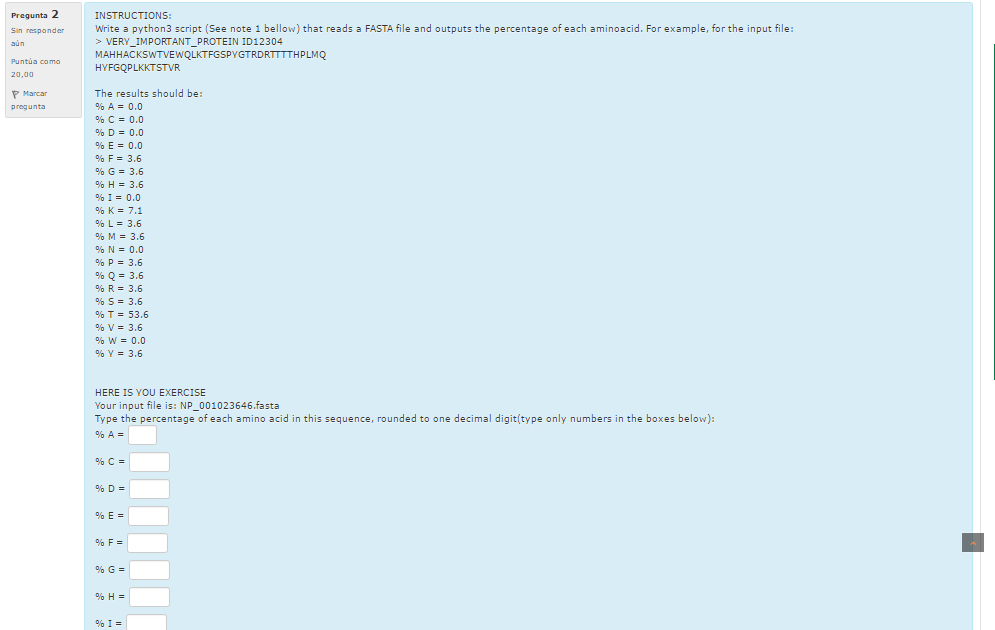 Pregunta 2
Sin responder
aún
Puntúa como
20,00
Marcar
pregunta
INSTRUCTIONS:
Write a python3 script (See note 1 bellow) that reads a FASTA file and outputs the percentage of each aminoacid. For example, for the input file:
> VERY_IMPORTANT_PROTEIN ID12304
MAHHACKSWTVEWQLKTFGSPYGTRDRTTTTHPLMQ
HYFGQPLKKTSTVR
The results should be:
% A = 0.0
% C = 0.0
% D = 0.0
% E = 0.0
% F = 3.6
% G = 3.6
% H = 3.6
% I = 0.0
% K = 7.1
% L = 3.6
% M = 3.6
% N = 0.0
% P = 3.6
% Q = 3.6
% R = 3.6
% S = 3.6
% T = 53.6
% V = 3.6
% W = 0.0
% Y = 3.6
HERE IS YOU EXERCISE
Your input file is: NP_001023646.fasta
Type the percentage of each amino acid in this sequence, rounded to one decimal digit(type only numbers in the boxes below):
% A =
% C =
% D =
% E =
% F =
% G =
% H =
% I =